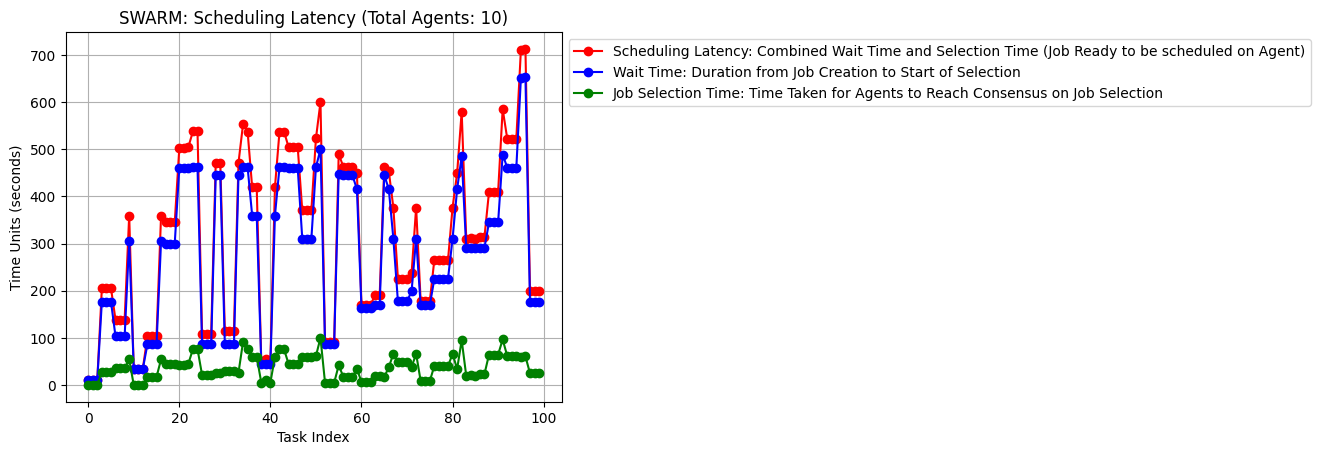 SWARM: Scheduling Latency (Total Agents: 10)
Scheduling Latency: Combined Wait Time and Selection Time (Job Ready to be scheduled on Agent)
Wait Time: Duration from Job Creation to Start of Selection
Job Selection Time: Time Taken for Agents to Reach Consensus on Job Selection
Time Units (seconds)
700
600
500
400
300
200
100
0
0 20 40 60 80 100
Task Index